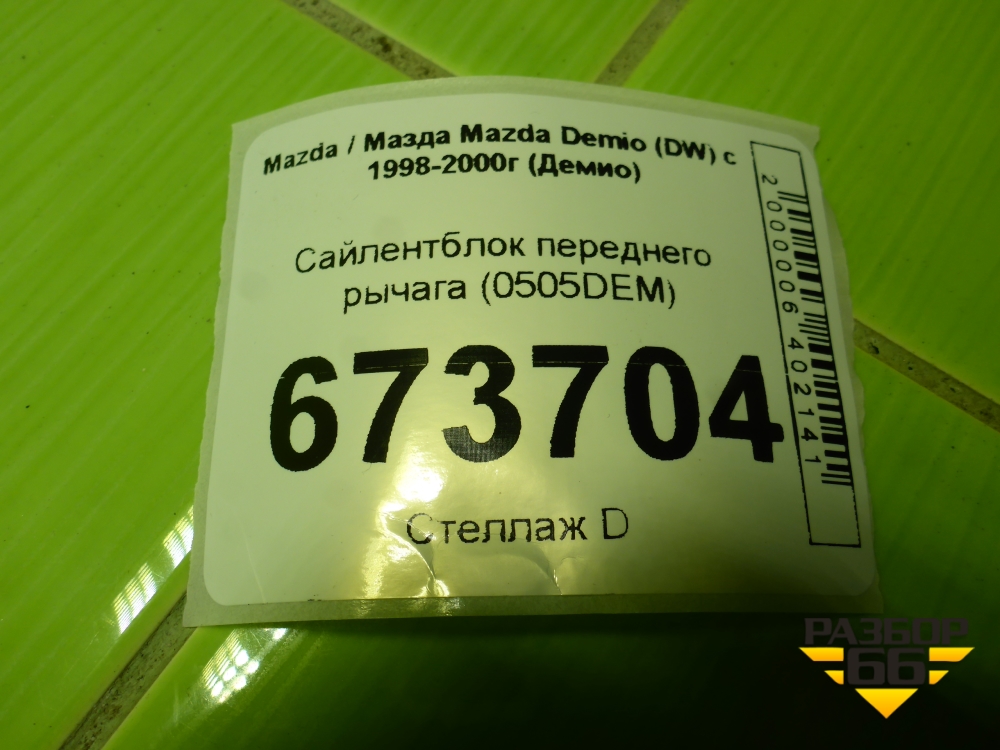 Mazda / Мазда Mazda Demio (DW) с
1998-2000г (Демио)
Сайлентблок переднего
рычага (0505DEM)
673704
Стеллаж D
2000006402141
РАЗБОР
66